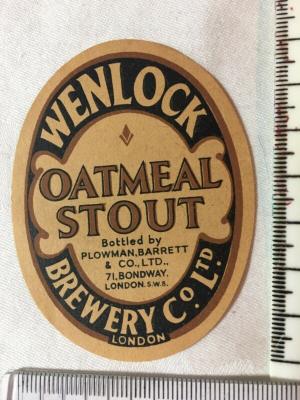 WENLOCK
OATMEAL
STOUT
Bottled by
PLOWMAN, BARRETT
& CO., LTD.,
71, BONDWAY,
LONDON. S.W.8.
BREWERY Co. LTD
LONDON